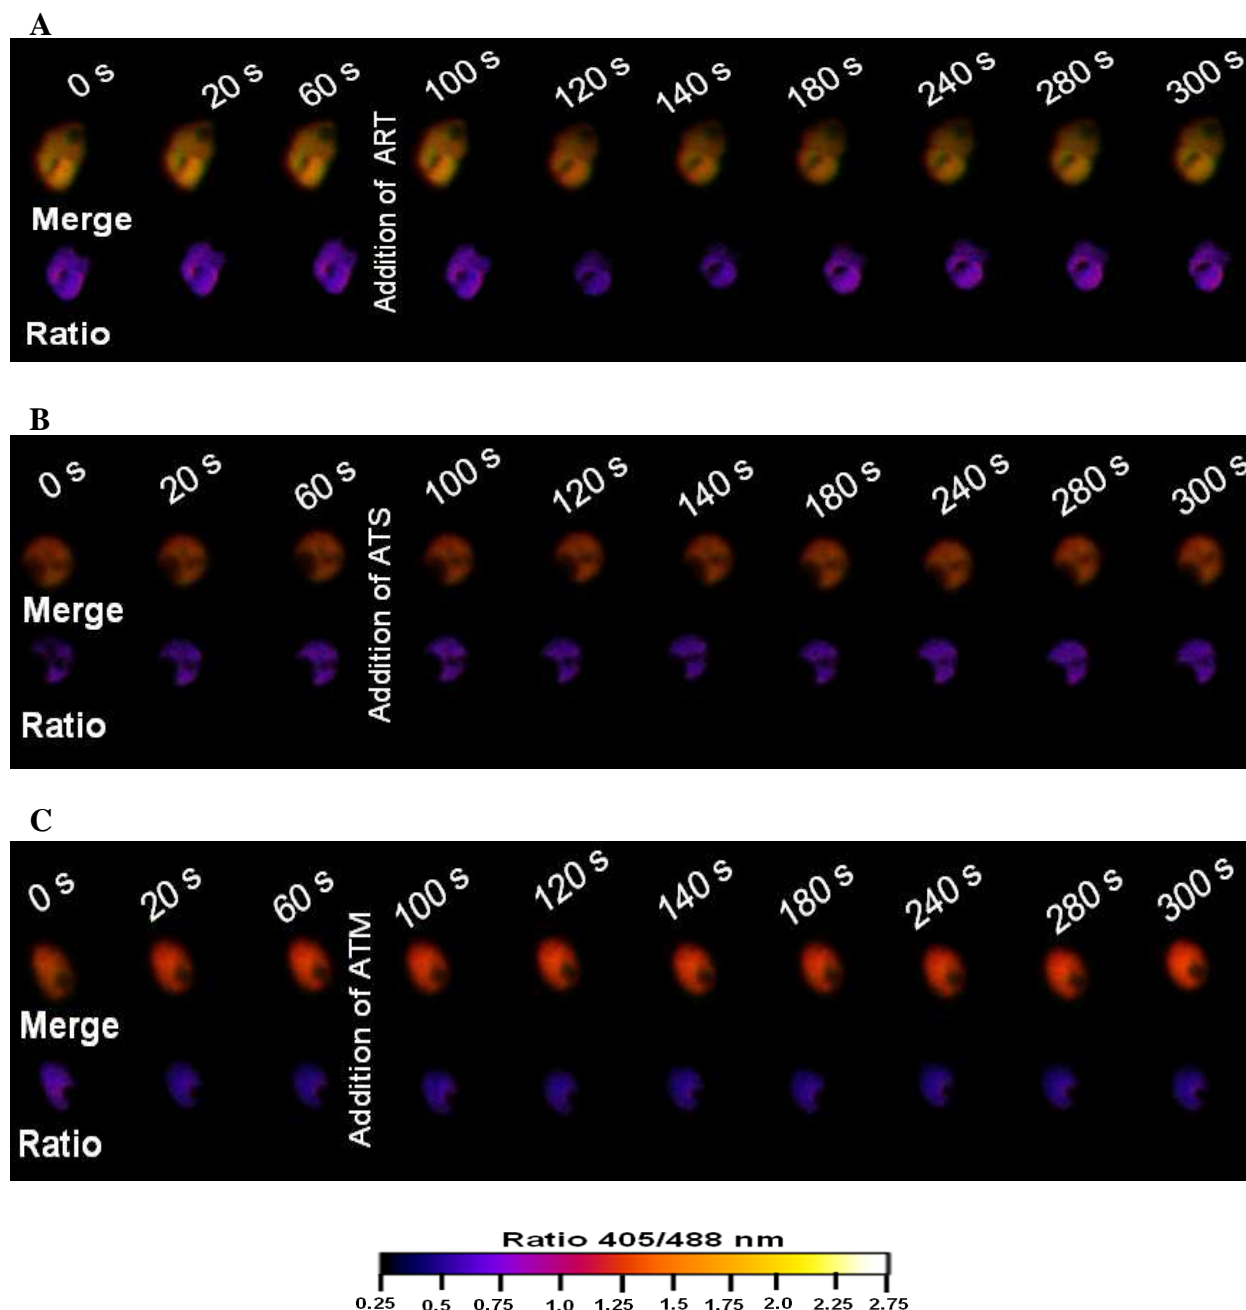 A
0 s 20 s 60 s 100 s 120 s 140 s 180 s 240 s 280 s 300 s
Addition of ART
Merge
Ratio
B
0 s 20 s 60 s 100 s 120 s 140 s 180 s 240 s 280 s 300 s
Addition of ATS
Merge
Ratio
C
0 s 20 s 60 s 100 s 120 s 140 s 180 s 240 s 280 s 300 s
Addition of ATM
Merge
Ratio
Ratio 405/488 nm
0.25 0.5 0.75 1.0 1.25 1.5 1.75 2.0 2.25 2.75